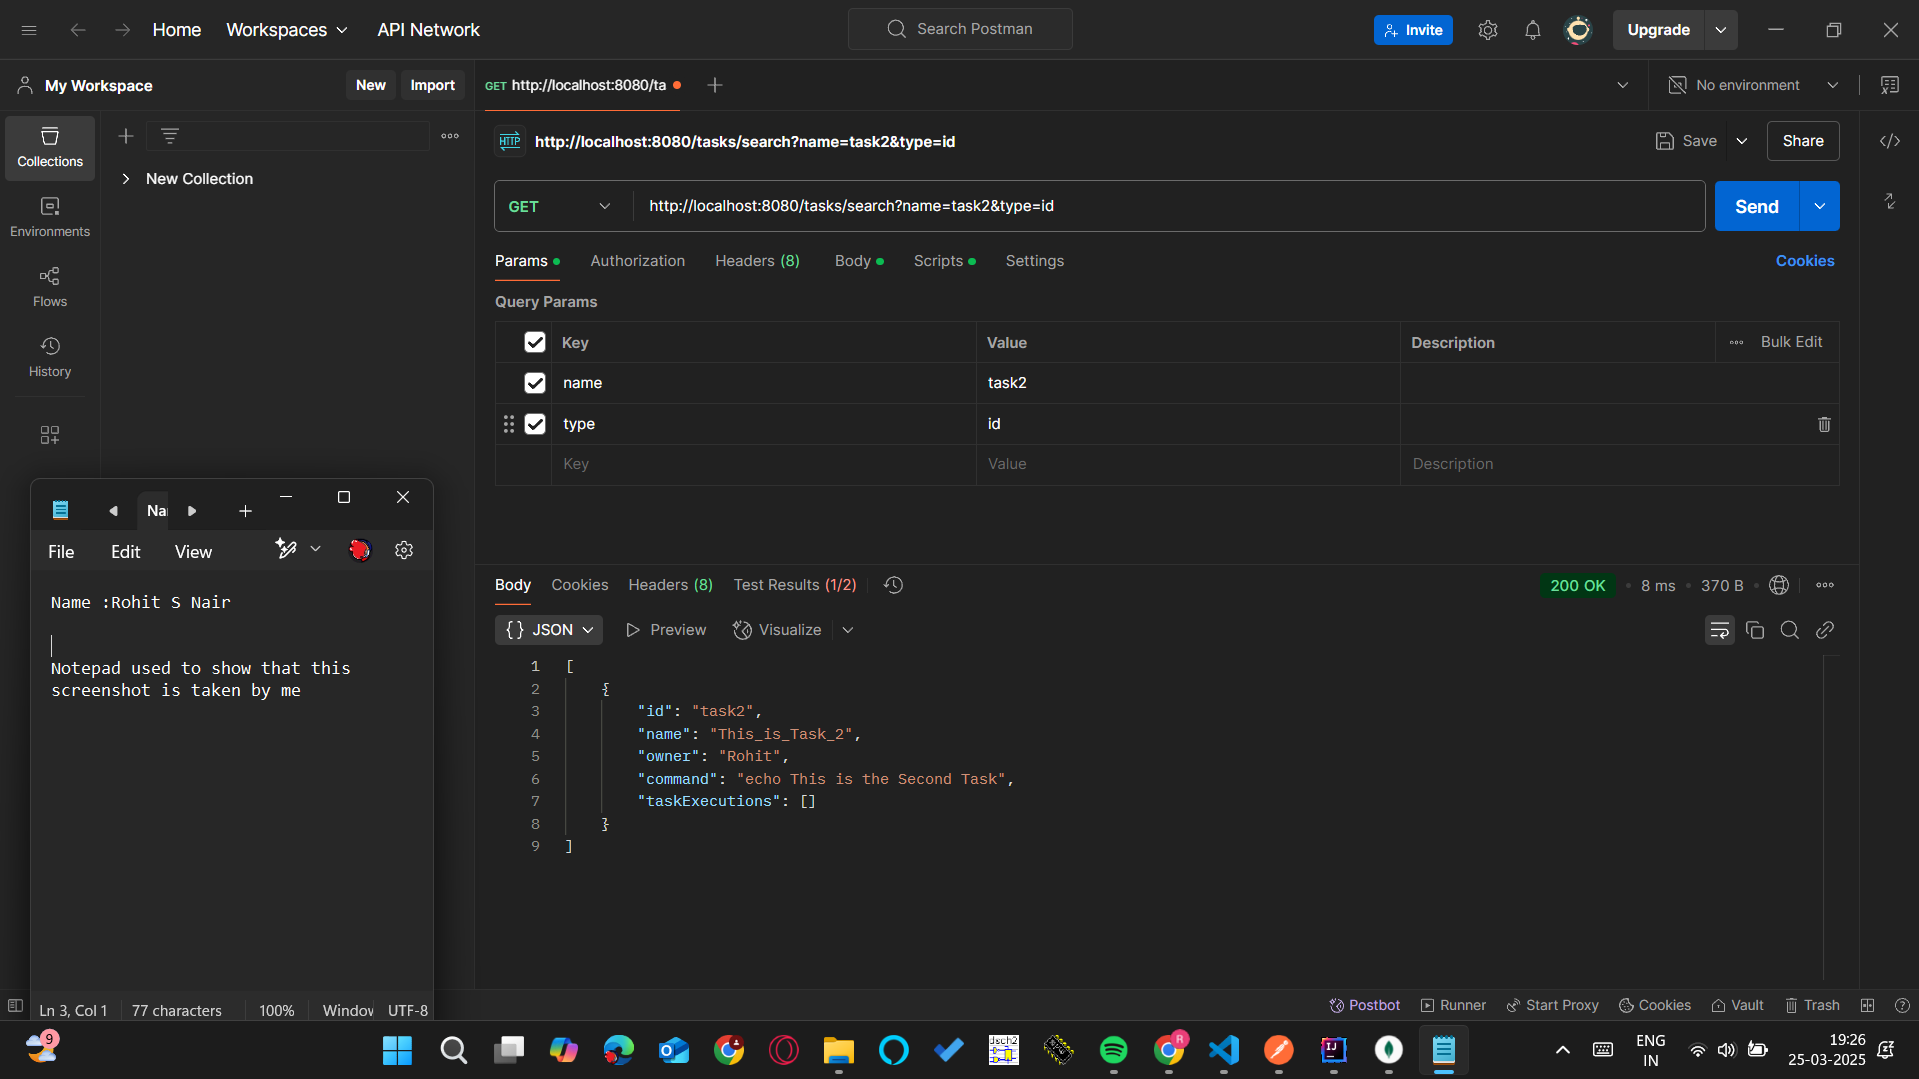 Home Workspaces API Network Search Postman Invite Upgrade
My Workspace New Import GET http://localhost:8080/ta No environment
Collections
New Collection
Environments
Flows
History
HTTP http://localhost:8080/tasks/search?name=task2&type=id Save Share
GET http://localhost:8080/tasks/search?name=task2&type=id Send
Params Authorization Headers (8) Body Scripts Settings Cookies
Query Params
Key Value Description Bulk Edit
name task2
type id
Key Value Description
Na
File Edit View
Name :Rohit S Nair
Notepad used to show that this
screenshot is taken by me
Ln 3, Col 1 77 characters 100% Window UTF-8
Body Cookies Headers (8) Test Results (1/2) 200 OK 8 ms 370 B
{} JSON Preview Visualize
1 [
2 {
3 "id": "task2",
4 "name": "This_is_Task_2",
5 "owner": "Rohit",
6 "command": "echo This is the Second Task",
7 "taskExecutions": []
8 }
9 ]
Postbot Runner Start Proxy Cookies Vault Trash
9 dsch2 R IJ ENG
IN
19:26
25-03-2025